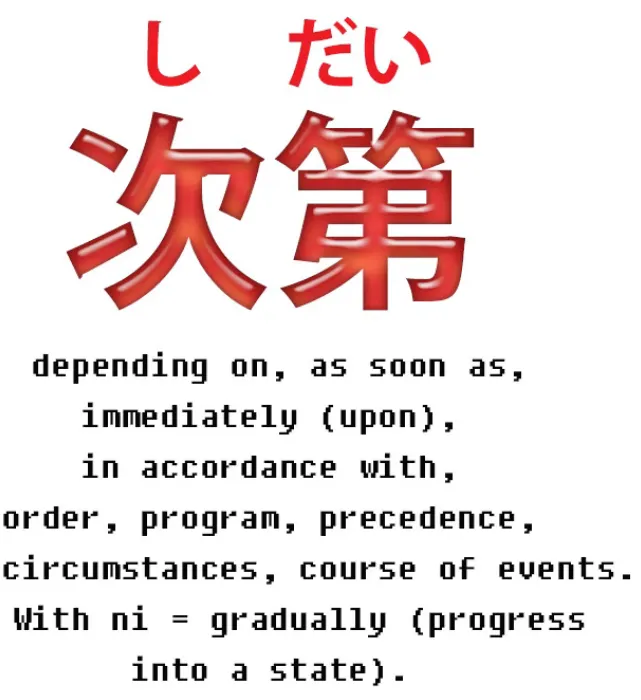 し だい
次第
depending on, as soon as,
immediately (upon),
in accordance with,
order, program, precedence,
circumstances, course of events.
With ni = gradually (progress
into a state).